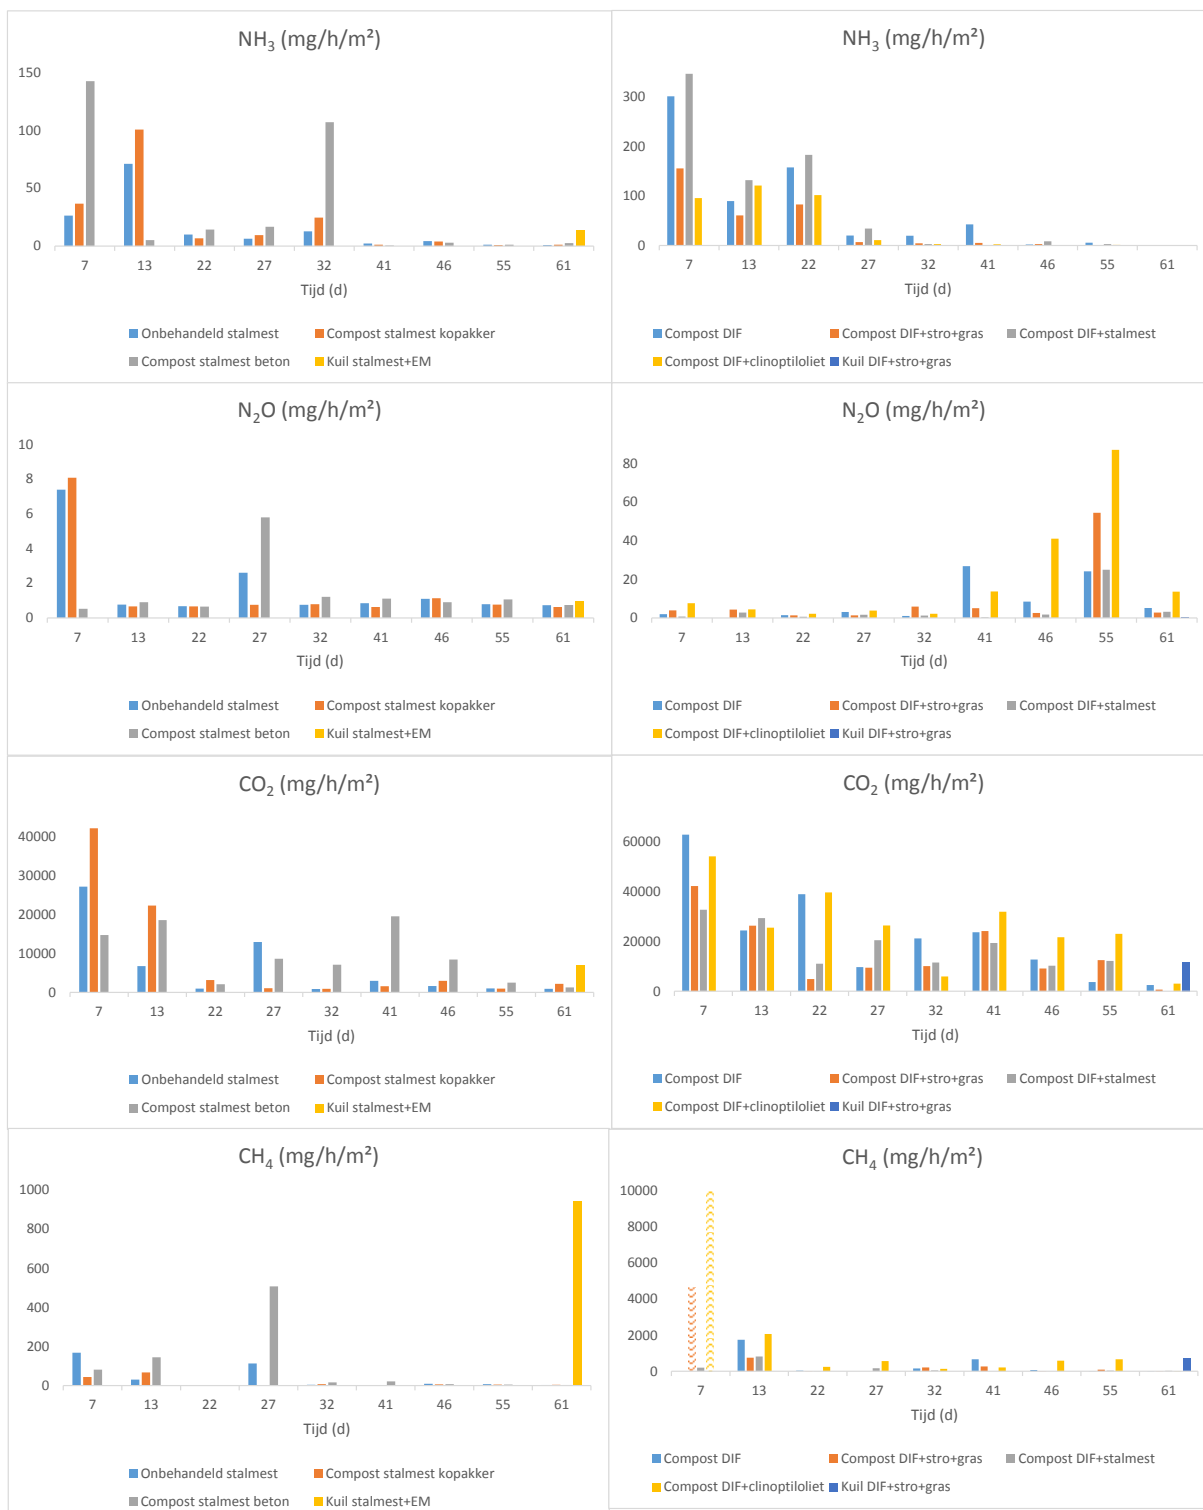 NH₃ (mg/h/m²)
150
100
50
0
7 13 22 27 32 41 46 55 61
Tijd (d)
Onbehandeld stalmest Compost stalmest kopakker
Compost stalmest beton Kuil stalmest+EM
NH₃ (mg/h/m²)
300
200
100
0
7 13 22 27 32 41 46 55 61
Tijd (d)
Compost DIF Compost DIF+stro+gras Compost DIF+stalmest
Compost DIF+clinoptiloliet Kuil DIF+stro+gras
N₂O (mg/h/m²)
10
8
6
4
2
0
7 13 22 27 32 41 46 55 61
Tijd (d)
Onbehandeld stalmest Compost stalmest kopakker
Compost stalmest beton Kuil stalmest+EM
N₂O (mg/h/m²)
80
60
40
20
0
7 13 22 27 32 41 46 55 61
Tijd (d)
Compost DIF Compost DIF+stro+gras Compost DIF+stalmest
Compost DIF+clinoptiloliet Kuil DIF+stro+gras
CO₂ (mg/h/m²)
40000
30000
20000
10000
0
7 13 22 27 32 41 46 55 61
Tijd (d)
Onbehandeld stalmest Compost stalmest kopakker
Compost stalmest beton Kuil stalmest+EM
CO₂ (mg/h/m²)
60000
40000
20000
0
7 13 22 27 32 41 46 55 61
Tijd (d)
Compost DIF Compost DIF+stro+gras Compost DIF+stalmest
Compost DIF+clinoptiloliet Kuil DIF+stro+gras
CH₄ (mg/h/m²)
1000
800
600
400
200
0
7 13 22 27 32 41 46 55 61
Tijd (d)
Onbehandeld stalmest Compost stalmest kopakker
Compost stalmest beton Kuil stalmest+EM
CH₄ (mg/h/m²)
10000
8000
6000
4000
2000
0
7 13 22 27 32 41 46 55 61
Tijd (d)
Compost DIF Compost DIF+stro+gras Compost DIF+stalmest
Compost DIF+clinoptiloliet Kuil DIF+stro+gras